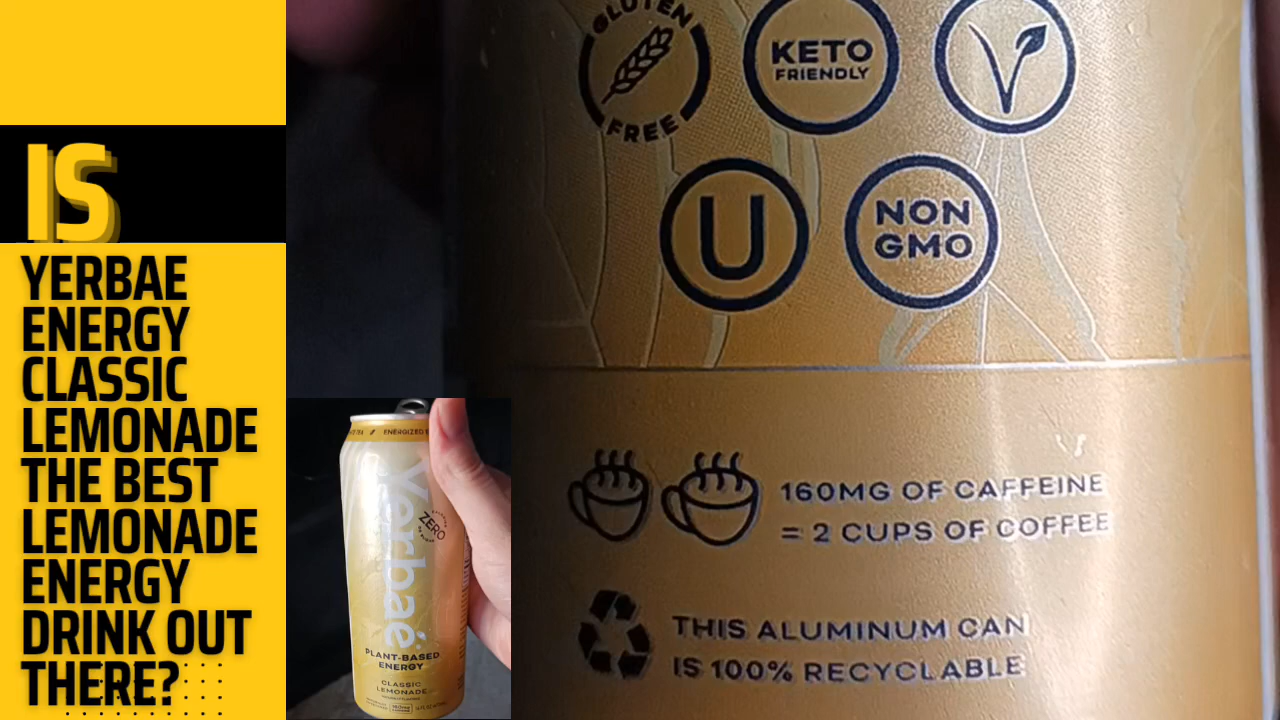 IS
YERBAE
ENERGY
CLASSIC
LEMONADE
THE BEST
LEMONADE
ENERGY
DRINK OUT
THERE?
GLUTEN
FREE
KETO
FRIENDLY
V
U
NON
GMO
160MG OF CAFFEINE
= 2 CUPS OF COFFEE
THIS ALUMINUM CAN
IS 100% RECYCLABLE
ENERGIZED
Yerbaé
ZERO
PLANT-BASED
ENERGY
CLASSIC
LEMONADE